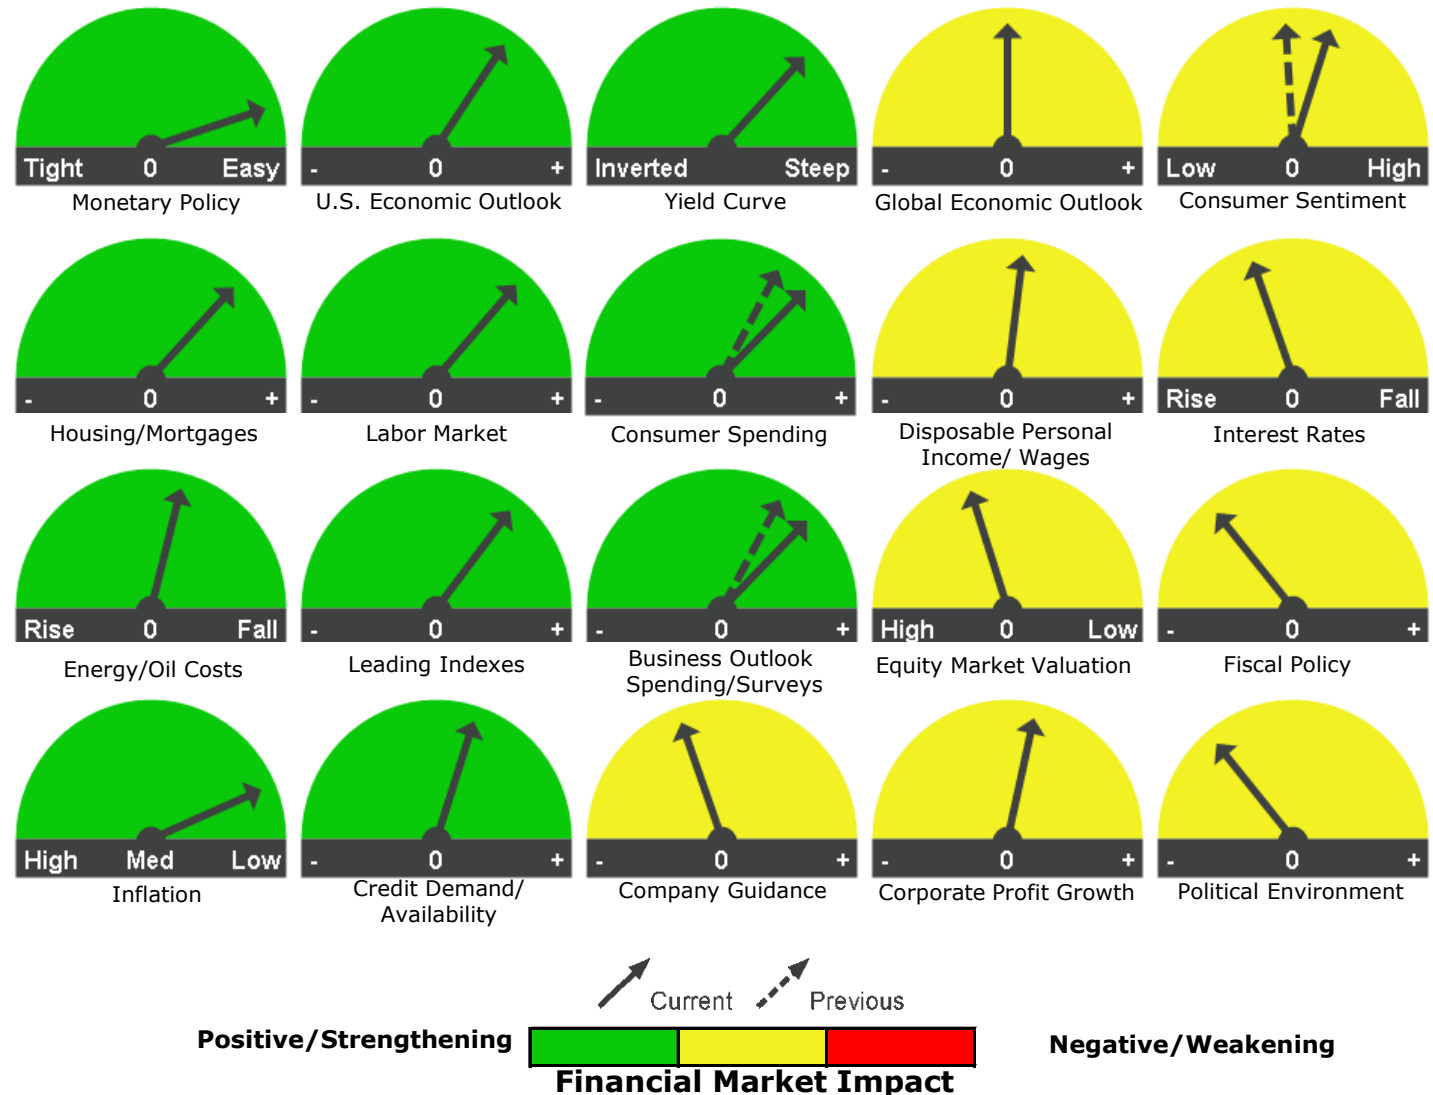 Tight 0 Easy
Monetary Policy
- 0 +
U.S. Economic Outlook
Inverted Steep
Yield Curve
- 0 +
Global Economic Outlook
Low 0 High
Consumer Sentiment
- 0 +
Housing/Mortgages
- 0 +
Labor Market
- 0 +
Consumer Spending
- 0 +
Disposable Personal
Income/ Wages
Rise 0 Fall
Interest Rates
Rise 0 Fall
Energy/Oil Costs
- 0 +
Leading Indexes
- 0 +
Business Outlook
Spending/Surveys
High 0 Low
Equity Market Valuation
- 0 +
Fiscal Policy
High Med Low
Inflation
- 0 +
Credit Demand/
Availability
- 0 +
Company Guidance
- 0 +
Corporate Profit Growth
- 0 +
Political Environment
Current Previous
Positive/Strengthening Negative/Weakening
Financial Market Impact